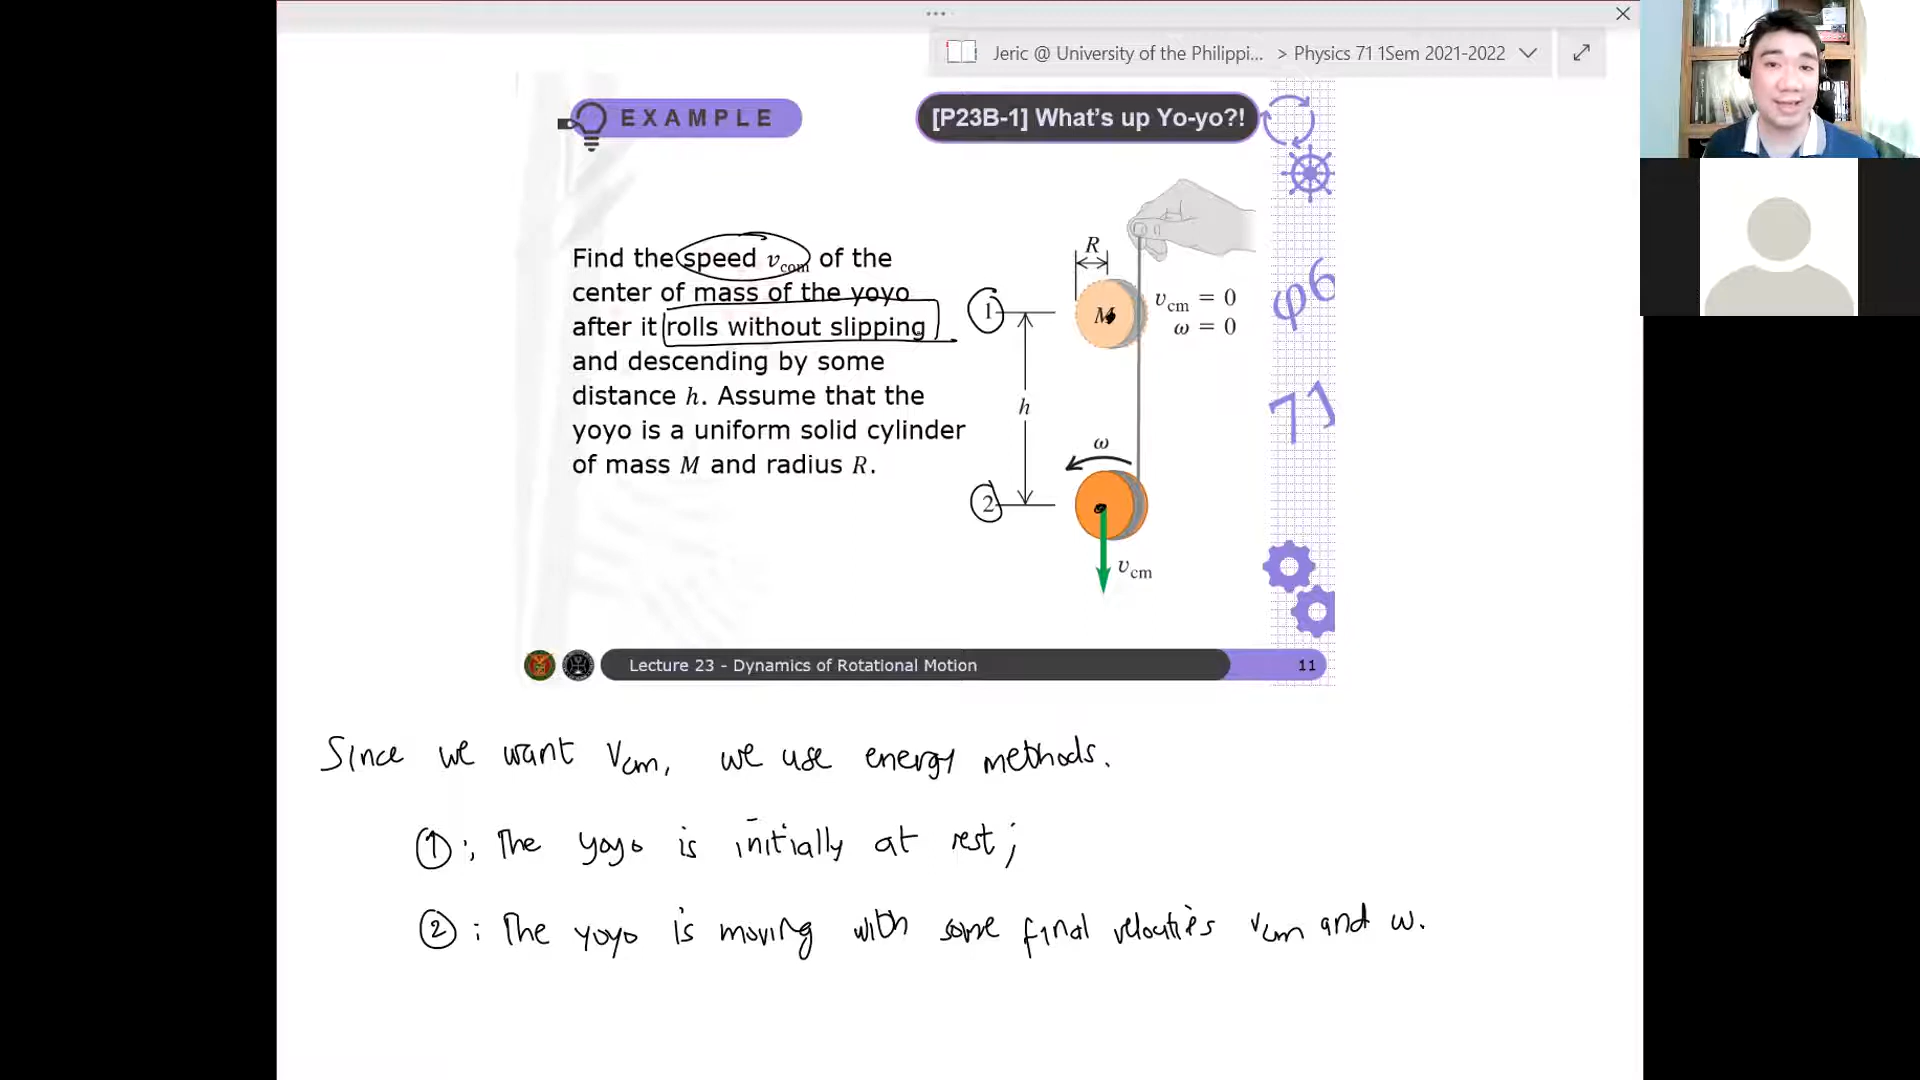 Jeric @ University of the Philippi... > Physics 71 1Sem 2021-2022
EXAMPLE
[P23B-1] What's up Yo-yo?!
Find the speed v_com of the
center of mass of the yoyo
after it rolls without slipping
and descending by some
distance h. Assume that the
yoyo is a uniform solid cylinder
of mass M and radius R.
R
1
M
v_cm = 0
ω = 0
h
ω
2
v_cm
φ6
71
Lecture 23 - Dynamics of Rotational Motion
11
Since we want v_cm, we use energy methods.
①: The yoyo is initially at rest;
②: The yoyo is moving with some final velocities v_cm and ω.